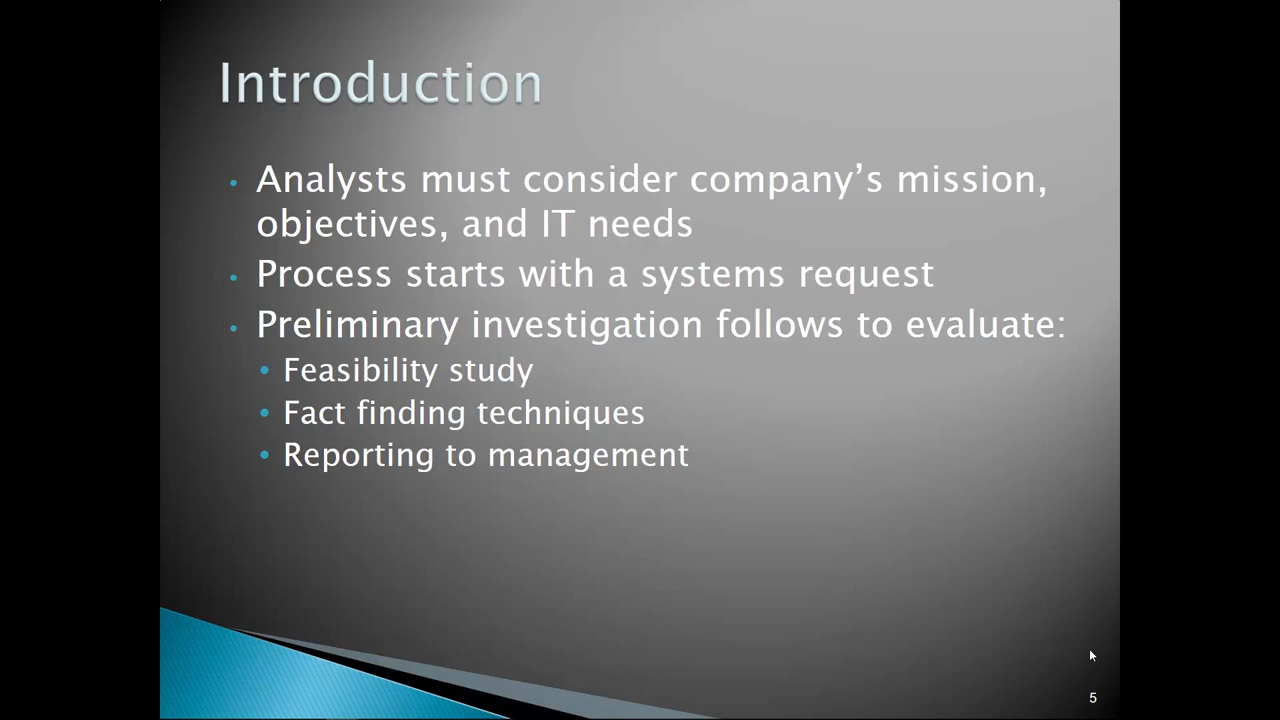 Introduction
• Analysts must consider company’s mission,
objectives, and IT needs
• Process starts with a systems request
• Preliminary investigation follows to evaluate:
• Feasibility study
• Fact finding techniques
• Reporting to management
5